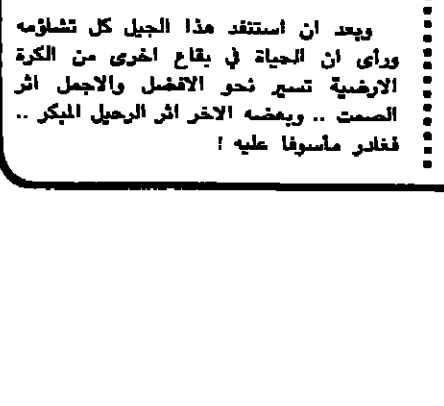 وبعد ان استنفد هذا الجيل كل تشاؤمه
ورأى ان الحياة في بقاع اخرى من الكرة
الارضية تسير نحو الافضل والاجمل اثر
الصمت .. وبعضه الاخر اثر الرحيل المبكر ..
فغادر مأسوفا عليه !